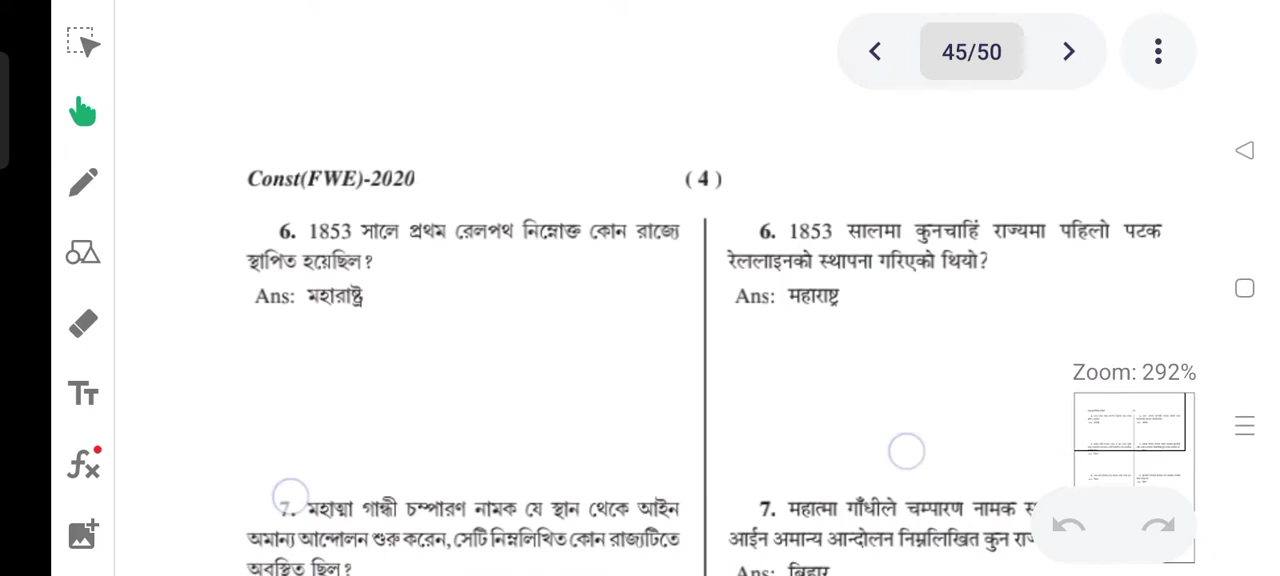 45/50
Const(FWE)-2020
( 4 )
6. 1853 সালে প্রথম রেলপথ নিম্নোক্ত কোন রাজ্যে
স্থাপিত হয়েছিল?
Ans: মহারাষ্ট্রে
7. মহাত্মা গান্ধী চম্পারণ নামক যে স্থান থেকে আইন
অমান্য আন্দোলন শুরু করেন, সেটি নিম্নলিখিত কোন রাজ্যটিতে
অবস্থিত ছিল?
6. 1853 सालमा कुनचाहिं राज्यमा पहिलो पटक
रेललाइनको स्थापना गरिएको थियो?
Ans: महाराष्ट्र
7. महात्मा गाँधीले चम्पारण नामक
आईन अमान्य आन्दोलन निम्नलिखित कुन
Ans: बिहार
Zoom: 292%
TT
fx